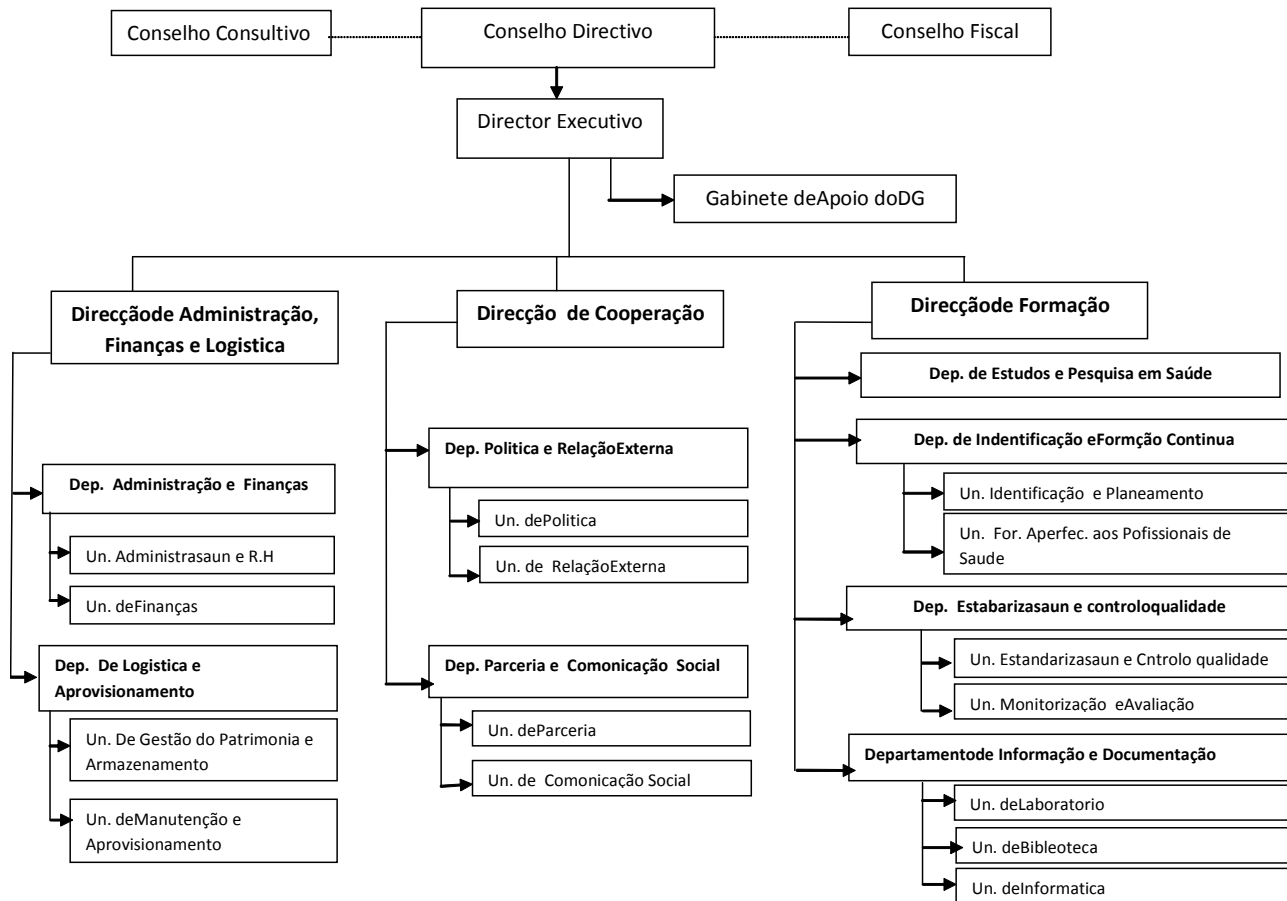 Conselho Consultivo
Conselho Directivo
Conselho Fiscal
Director Executivo
Gabinete deApoio doDG
Direcçãode Administração,
Finanças e Logistica
Direcção de Cooperação
Direcçãode Formação
Dep. Administração e Finanças
Un. Administrasaun e R.H
Un. deFinanças
Dep. De Logistica e
Aprovisionamento
Un. De Gestão do Patrimonia e
Armazenamento
Un. deManutenção e
Aprovisionamento
Dep. Politica e RelaçãoExterna
Un. dePolitica
Un. de RelaçãoExterna
Dep. Parceria e Comonicação Social
Un. deParceria
Un. de Comonicação Social
Dep. de Estudos e Pesquisa em Saúde
Dep. de Indentificação eFormção Continua
Un. Identificação e Planeamento
Un. For. Aperfec. aos Pofissionais de
Saude
Dep. Estabarizasaun e controloqualidade
Un. Estandarizasaun e Cntrolo qualidade
Un. Monitorização eAvaliação
Departamentode Informação e Documentação
Un. deLaboratorio
Un. deBibleoteca
Un. deInformatica